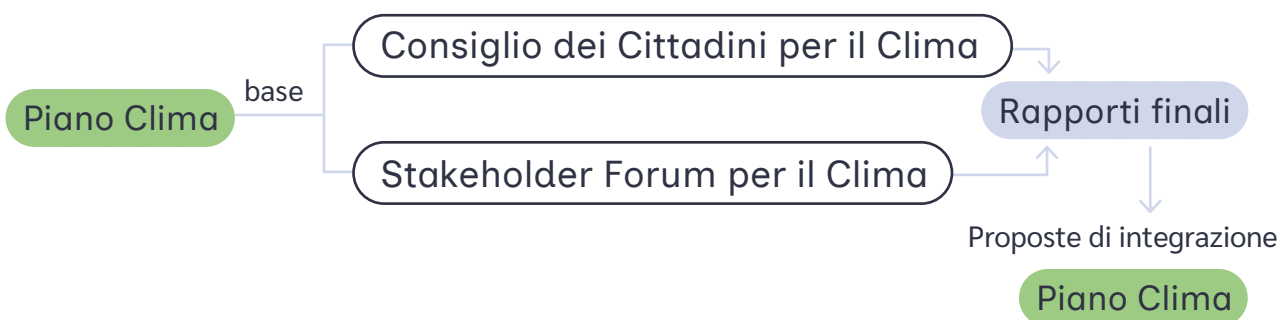 Piano Clima
base
Consiglio dei Cittadini per il Clima
Stakeholder Forum per il Clima
Rapporti finali
Proposte di integrazione
Piano Clima